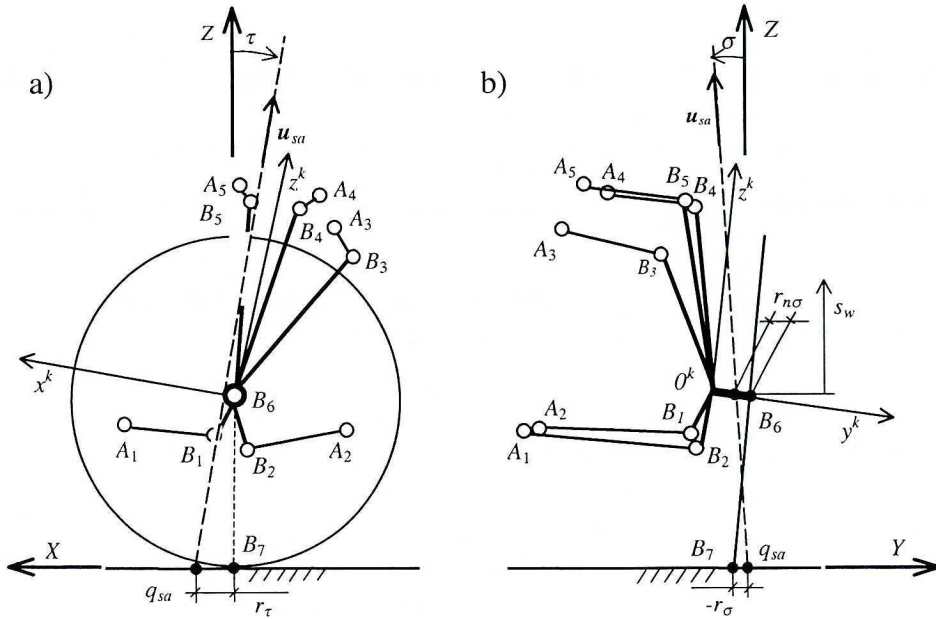 a)
Z
τ
u_sa
z^k
A_5
A_4
B_5
B_4
A_3
B_3
x^k
B_6
A_1
B_1
B_2
A_2
X
B_7
q_sa
r_τ
b)
σ
Z
u_sa
A_5
A_4
B_5
B_4
z^k
A_3
B_3
r_nσ
s_w
O^k
B_6
A_2
B_1
y^k
A_1
B_2
B_7
q_sa
Y
-r_σ